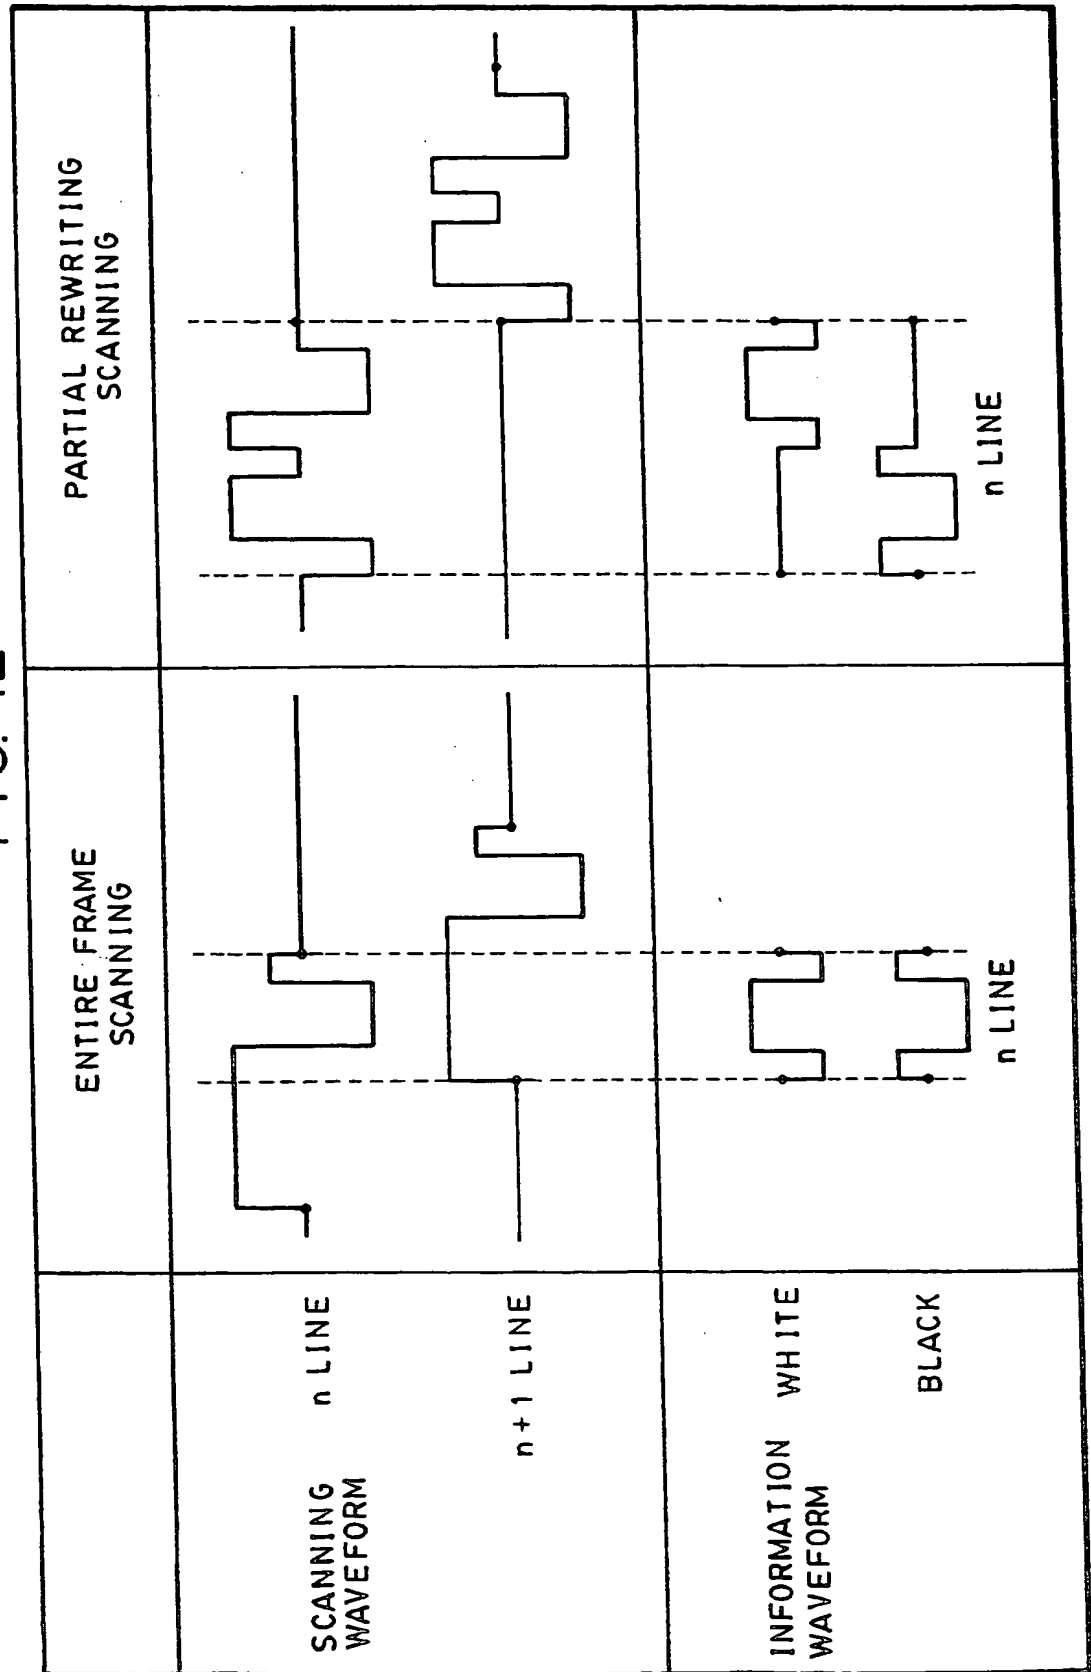 ENTIRE FRAME
SCANNING
PARTIAL REWRITING
SCANNING
SCANNING
WAVEFORM
n LINE
n+1 LINE
INFORMATION
WAVEFORM
WHITE
BLACK
n LINE
n LINE